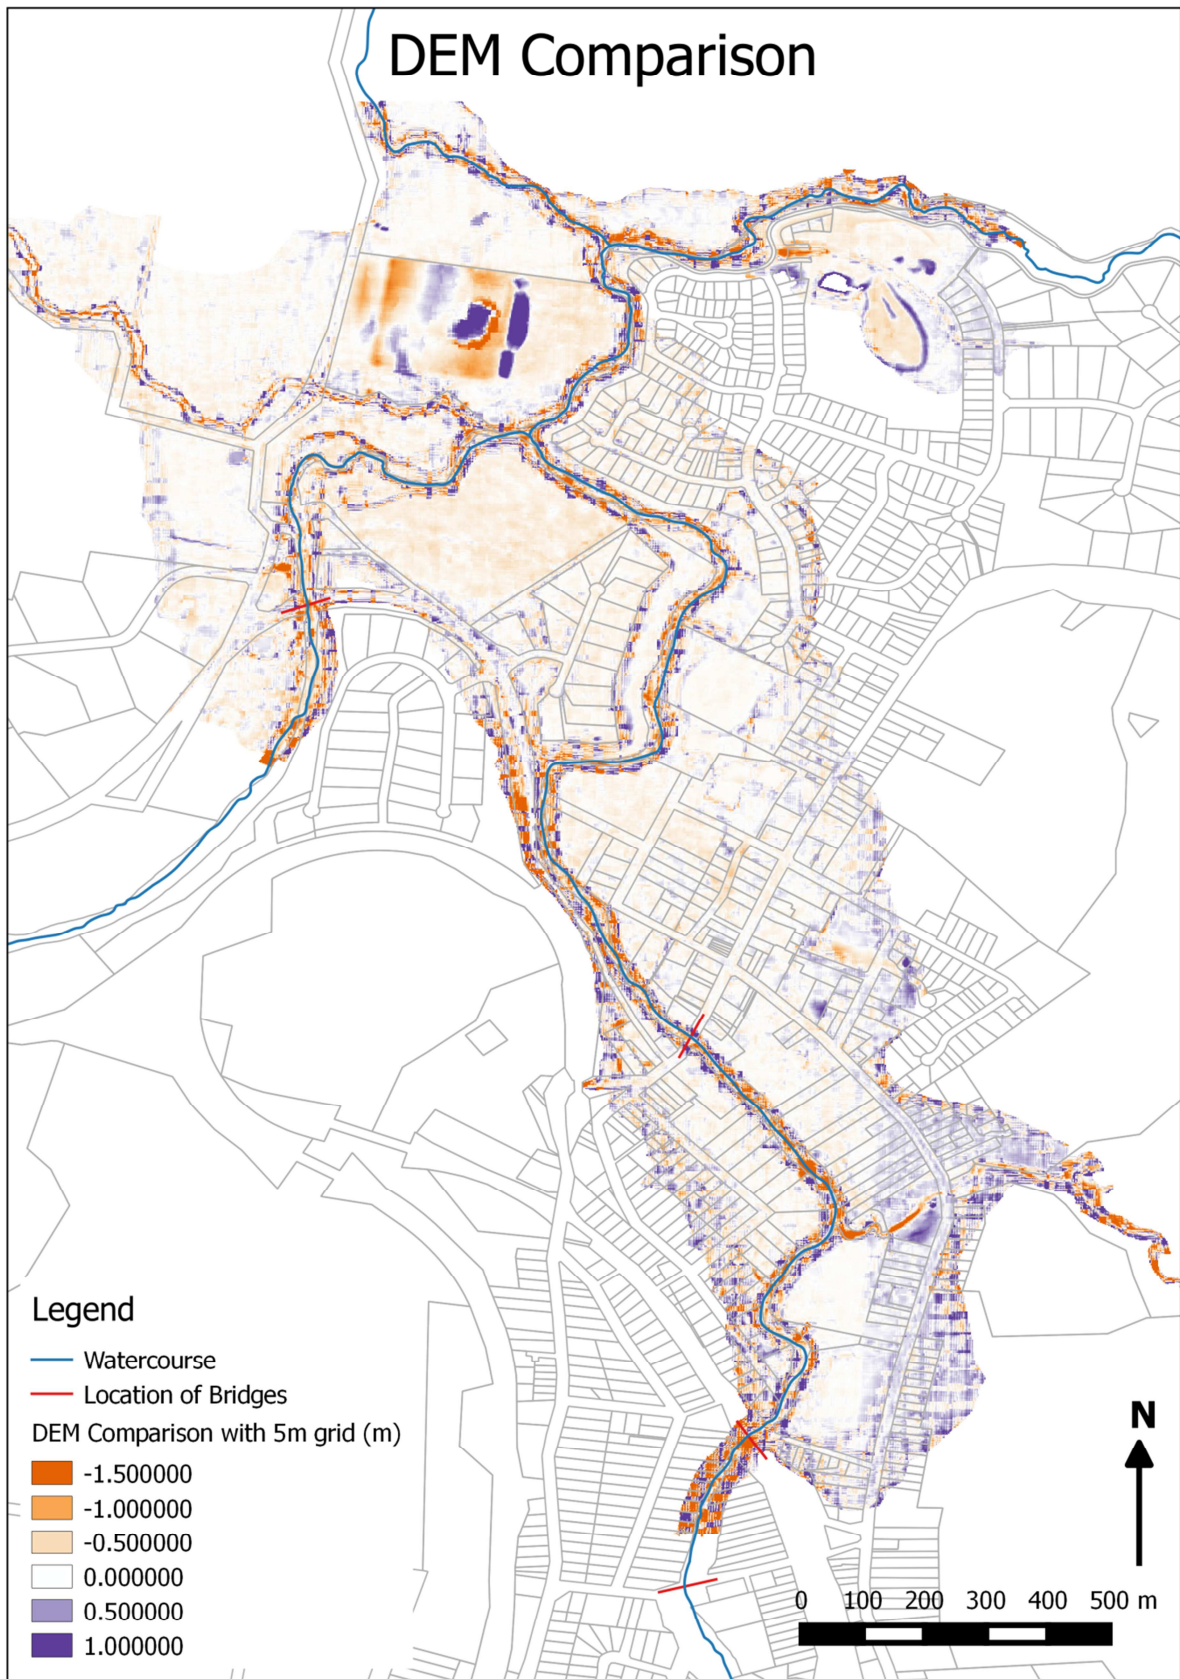 DEM Comparison
Legend
Watercourse
Location of Bridges
DEM Comparison with 5m grid (m)
-1.500000
-1.000000
-0.500000
0.000000
0.500000
1.000000
N
0 100 200 300 400 500 m